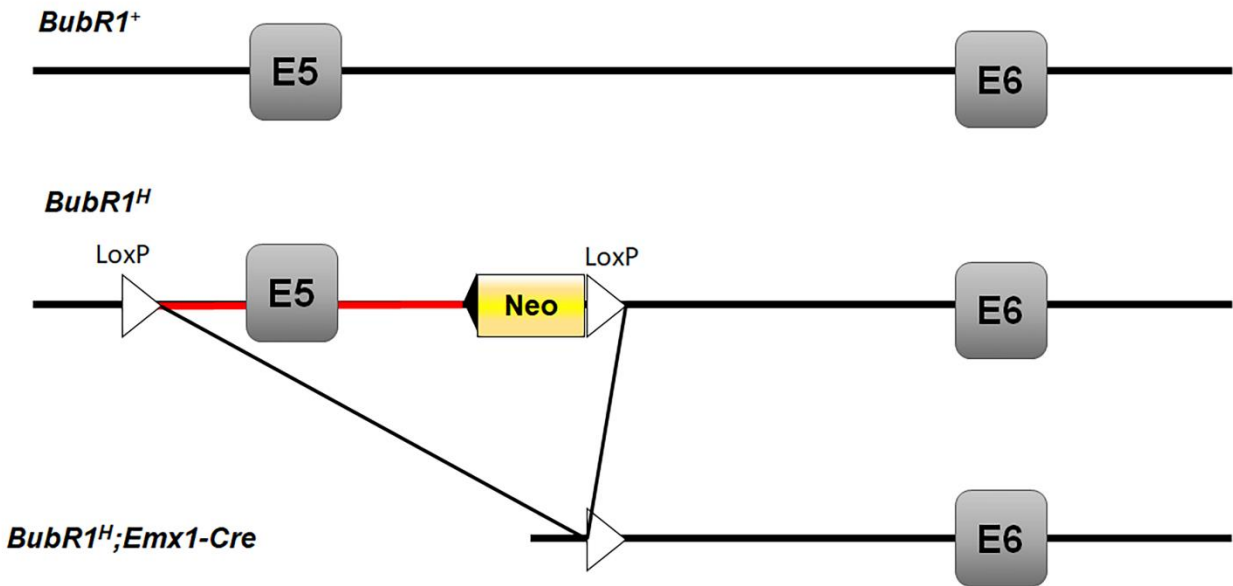 BubR1⁺
E5
E6
BubR1ᴴ
LoxP
LoxP
E5
Neo
E6
BubR1ᴴ;Emx1-Cre
E6